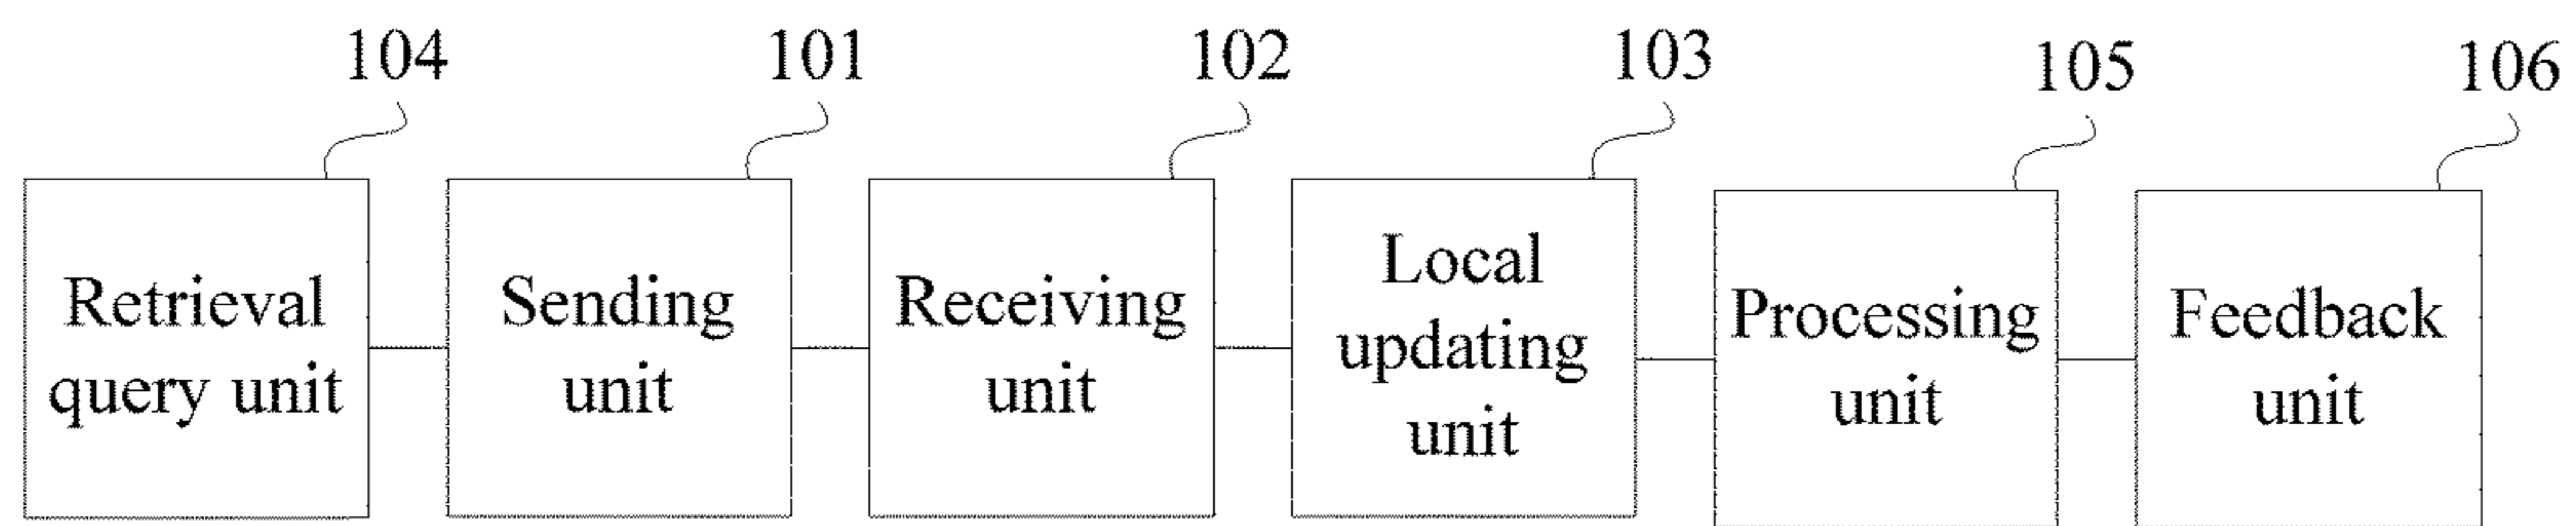 104
101
102
103
105
106
Retrieval
query unit
Sending
unit
Receiving
unit
Local
updating
unit
Processing
unit
Feedback
unit